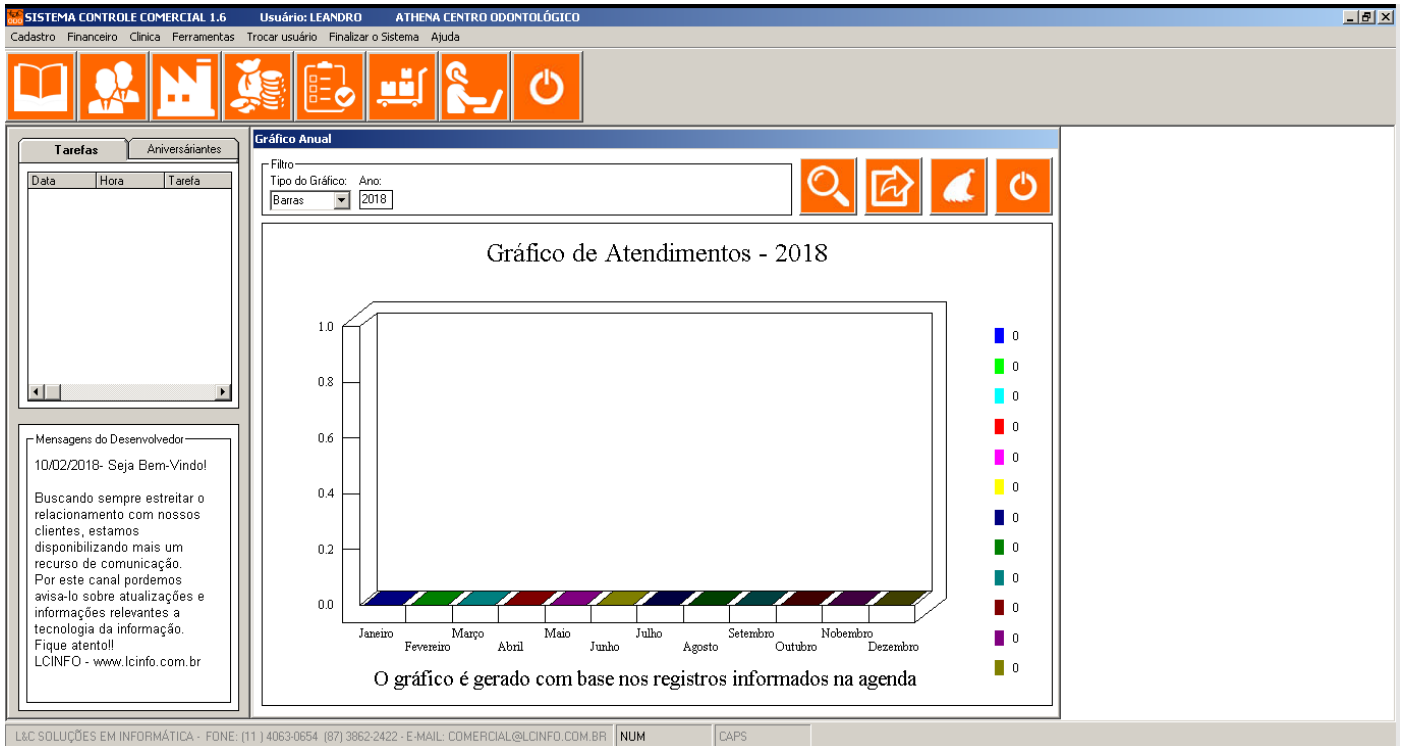 SISTEMA CONTROLE COMERCIAL 1.6 Usuário: LEANDRO ATHENA CENTRO ODONTOLÓGICO
Cadastro Financeiro Clinica Ferramentas Trocar usuário Finalizar o Sistema Ajuda
Tarefas Aniversáriantes
Data Hora Tarefa
Mensagens do Desenvolvedor
10/02/2018- Seja Bem-Vindo!
Buscando sempre estreitar o
relacionamento com nossos
clientes, estamos
disponibilizando mais um
recurso de comunicação.
Por este canal pordemos
avisa-lo sobre atualizações e
informações relevantes a
tecnologia da informação.
Fique atento!!
LCINFO - www.lcinfo.com.br
Gráfico Anual
Filtro
Tipo do Gráfico: Ano:
Barras 2018
Gráfico de Atendimentos - 2018
1.0
0.8
0.6
0.4
0.2
0.0
Janeiro Março Maio Julho Setembro Nobembro
Fevereiro Abril Junho Agosto Outubro Dezembro
0
0
0
0
0
0
0
0
0
0
0
0
O gráfico é gerado com base nos registros informados na agenda
L&C SOLUÇÕES EM INFORMÁTICA - FONE: (11 ) 4063-0654 (87) 3862-2422 - E-MAIL: COMERCIAL@LCINFO.COM.BR NUM CAPS